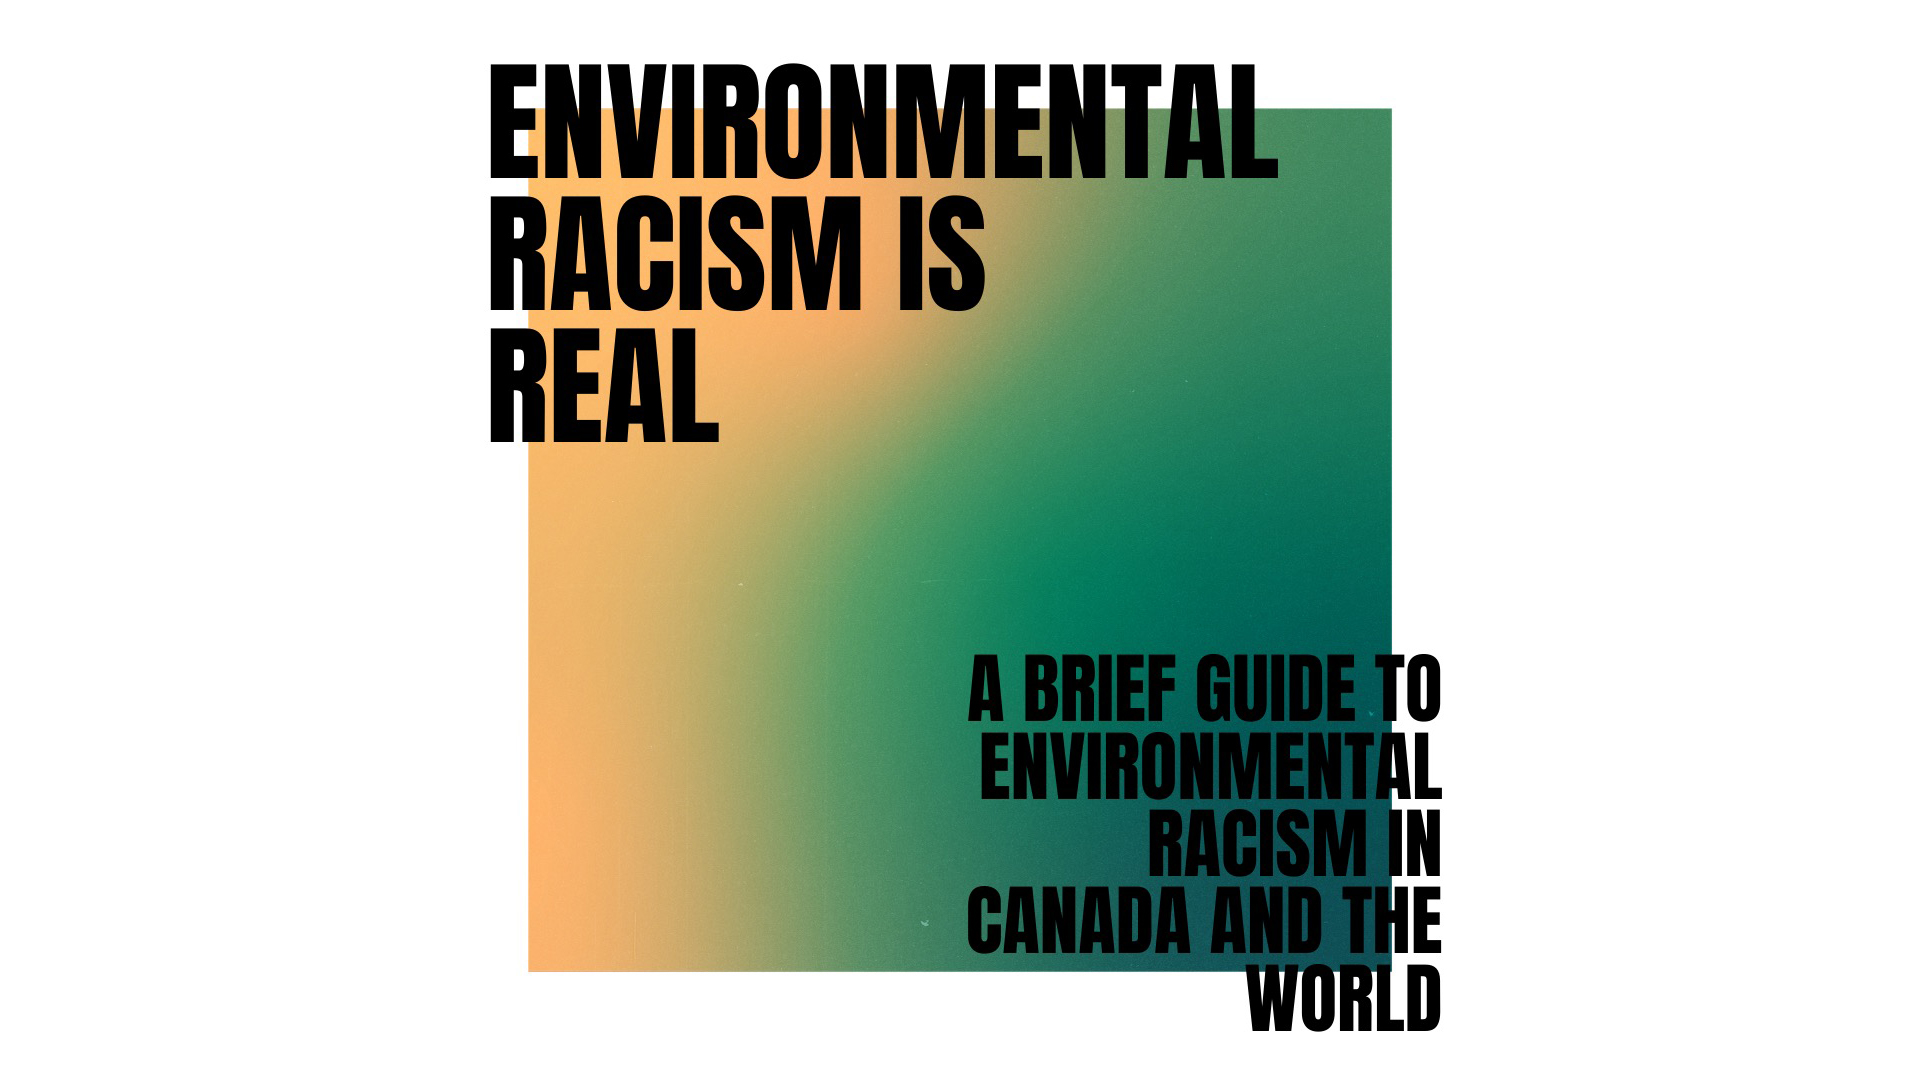 ENVIRONMENTAL
RACISM IS
REAL
A BRIEF GUIDE TO
ENVIRONMENTAL
RACISM IN
CANADA AND THE
WORLD